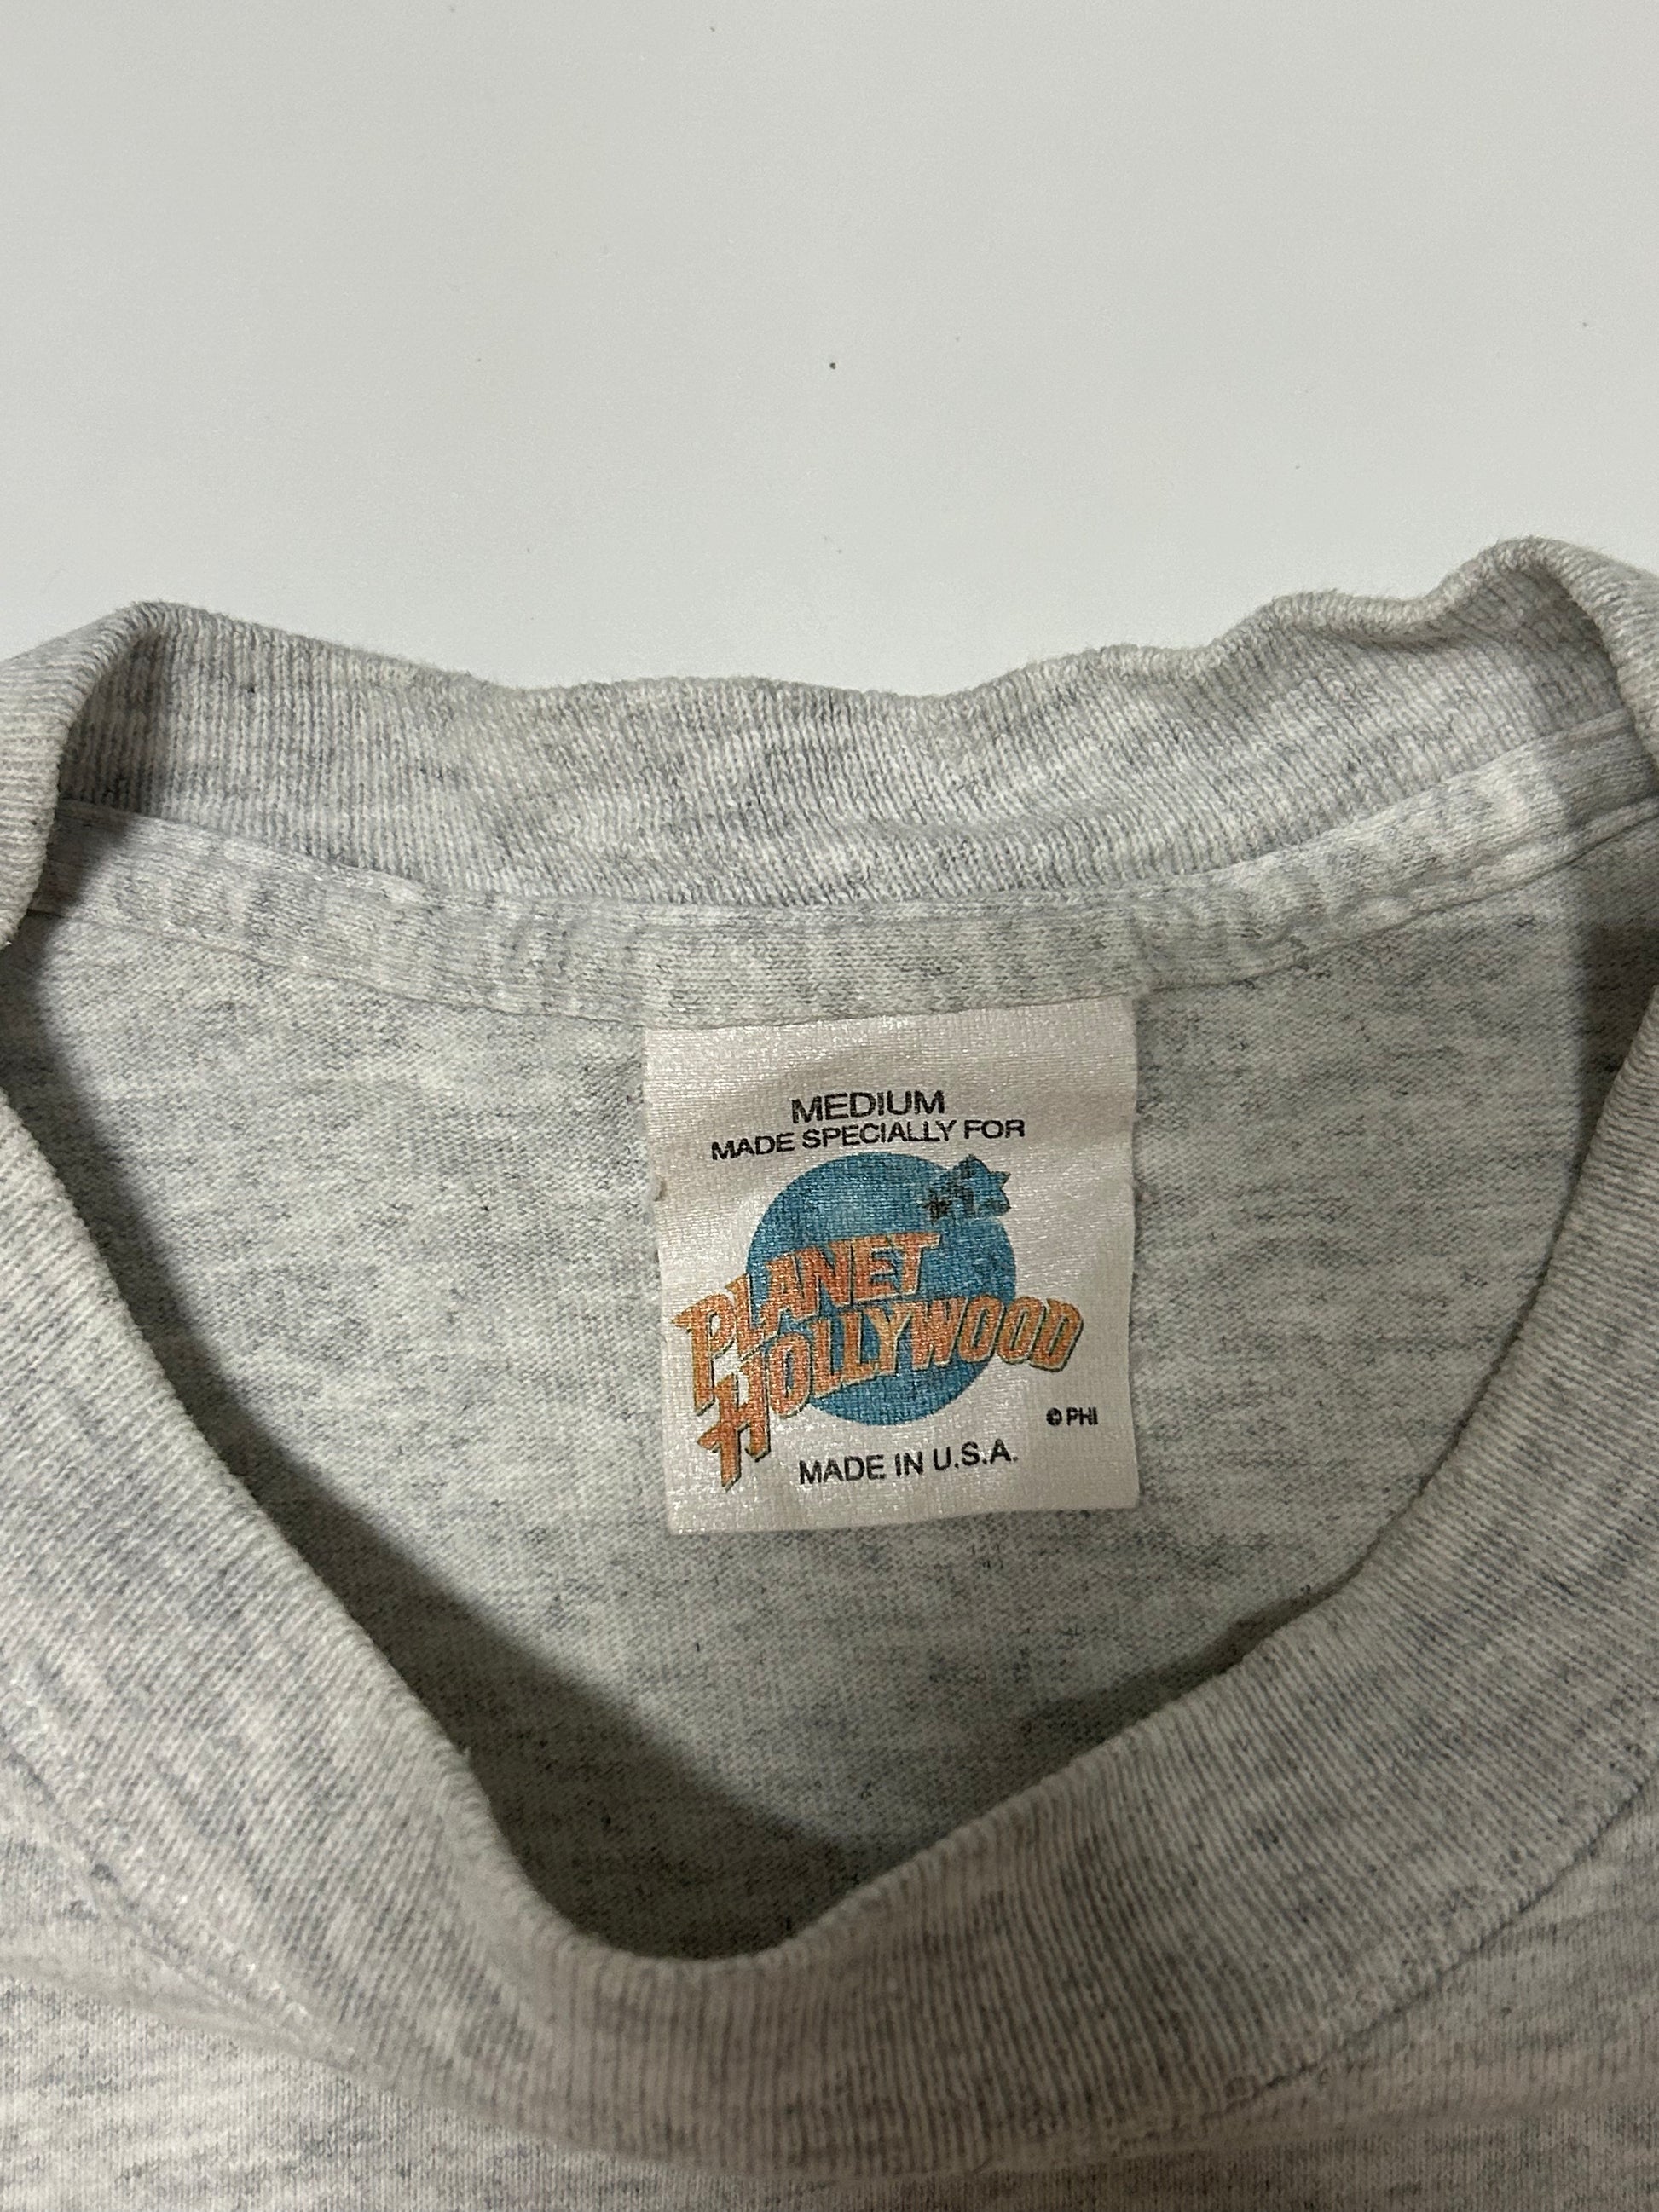 MEDIUM
MADE SPECIALLY FOR
PLANET
HOLLYWOOD
© PHI
MADE IN U.S.A.